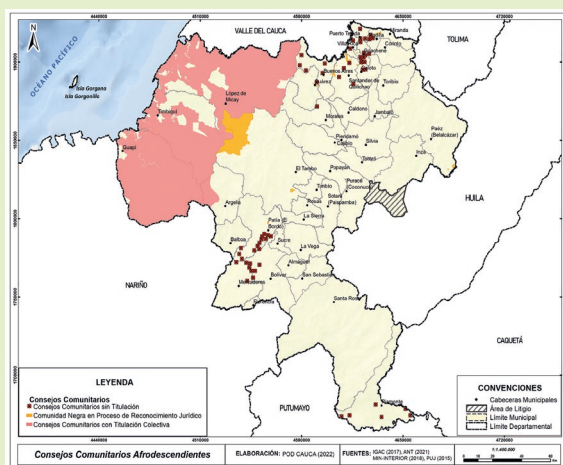 4440000 4510000 4580000 4650000 4720000
VALLE DEL CAUCA
TOLIMA
HUILA
CAQUETÁ
PUTUMAYO
NARIÑO
OCÉANO PACÍFICO
N
Isla Gorgona
Isla Gorgonilla
Puerto Tejada
Miranda
Villa Rica
Corinto
Caloto
Buenos Aires
Suárez
Santander de
Quilichao
Toribio
López de
Micay
Timbiquí
Guapi
Morales
Caldono
Jambaló
Piendamó
Silvia
Cajibío
Páez
(Belalcázar)
Inzá
Totoró
El Tambo
Popayán
Puracé
(Coconuco)
Timbío
Rosas
Sotara
(Paispamba)
Argelia
La Sierra
Patía (El
Bordo)
Balboa
Sucre
La Vega
Almaguer
Bolívar
San Sebastián
Mercaderes
Florencia
Santa Rosa
Piamonte
LEYENDA
Consejos Comunitarios
Consejos Comunitarios sin Titulación
Comunidad Negra en Proceso de Reconocimiento Jurídico
Consejos Comunitarios con Titulación Colectiva
CONVENCIONES
Cabeceras Municipales
Área de Litigio
Límite Municipal
Límite Departamental
Consejos Comunitarios Afrodescendientes
ELABORACIÓN: POD CAUCA (2022)
FUENTES: IGAC (2017), ANT (2021)
MIN-INTERIOR (2018), PUJ (2015)
1:1.400.000